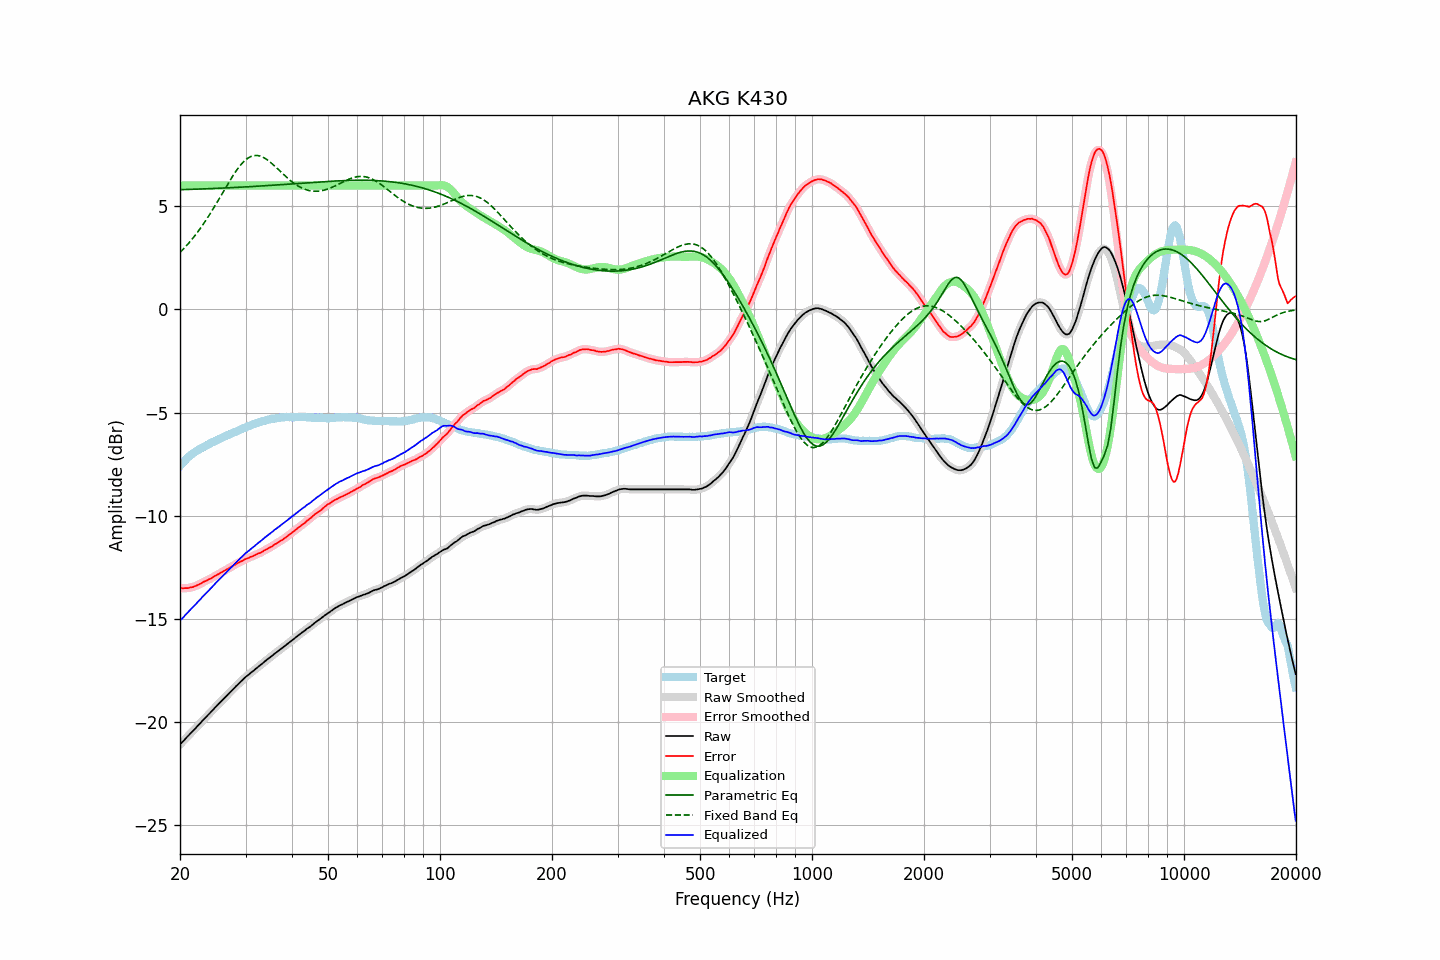 AKG K430
Amplitude (dBr)
5
0
−5
−10
−15
−20
−25
Target
Raw Smoothed
Error Smoothed
Raw
Error
Equalization
Parametric Eq
Fixed Band Eq
Equalized
20 50 100 200 500 1000 2000 5000 10000 20000
Frequency (Hz)